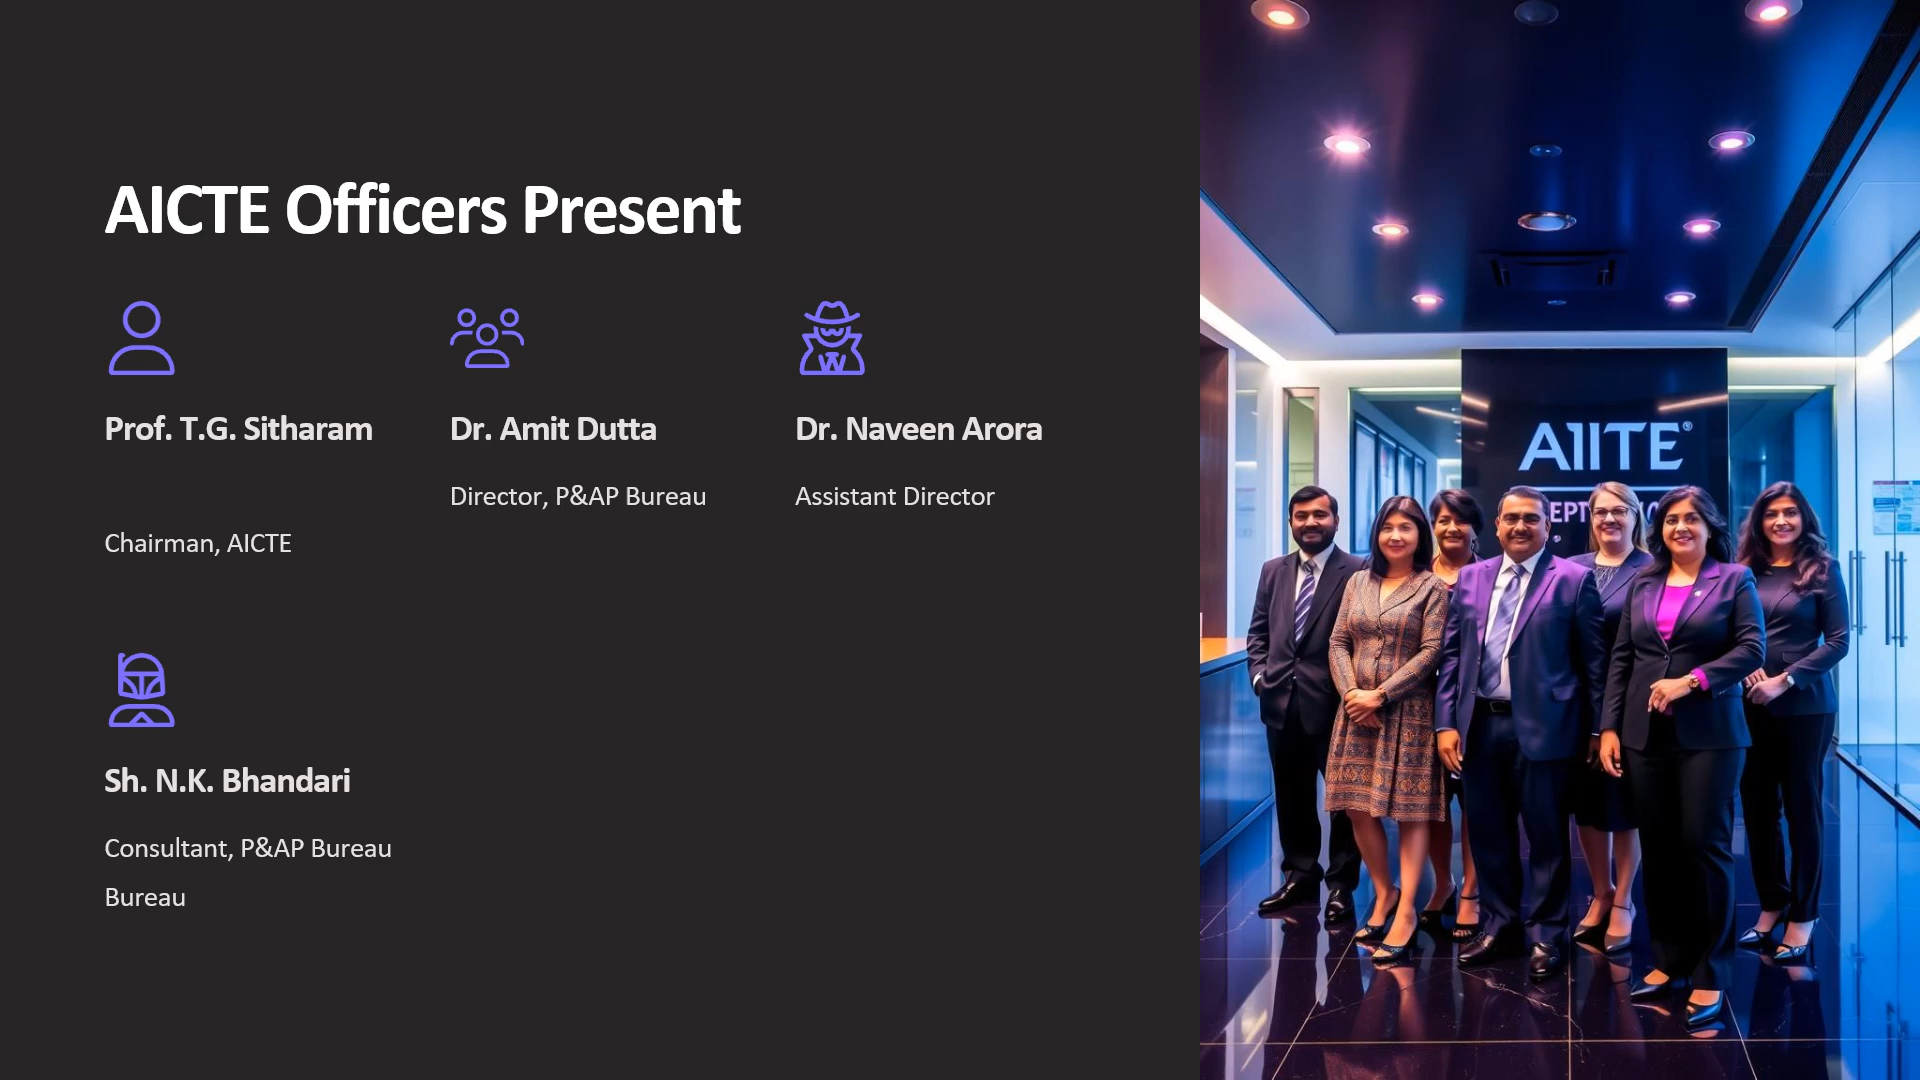 AICTE Officers Present
Prof. T.G. Sitharam
Chairman, AICTE
Dr. Amit Dutta
Director, P&AP Bureau
Dr. Naveen Arora
Assistant Director
Sh. N.K. Bhandari
Consultant, P&AP Bureau
Bureau
AIITE